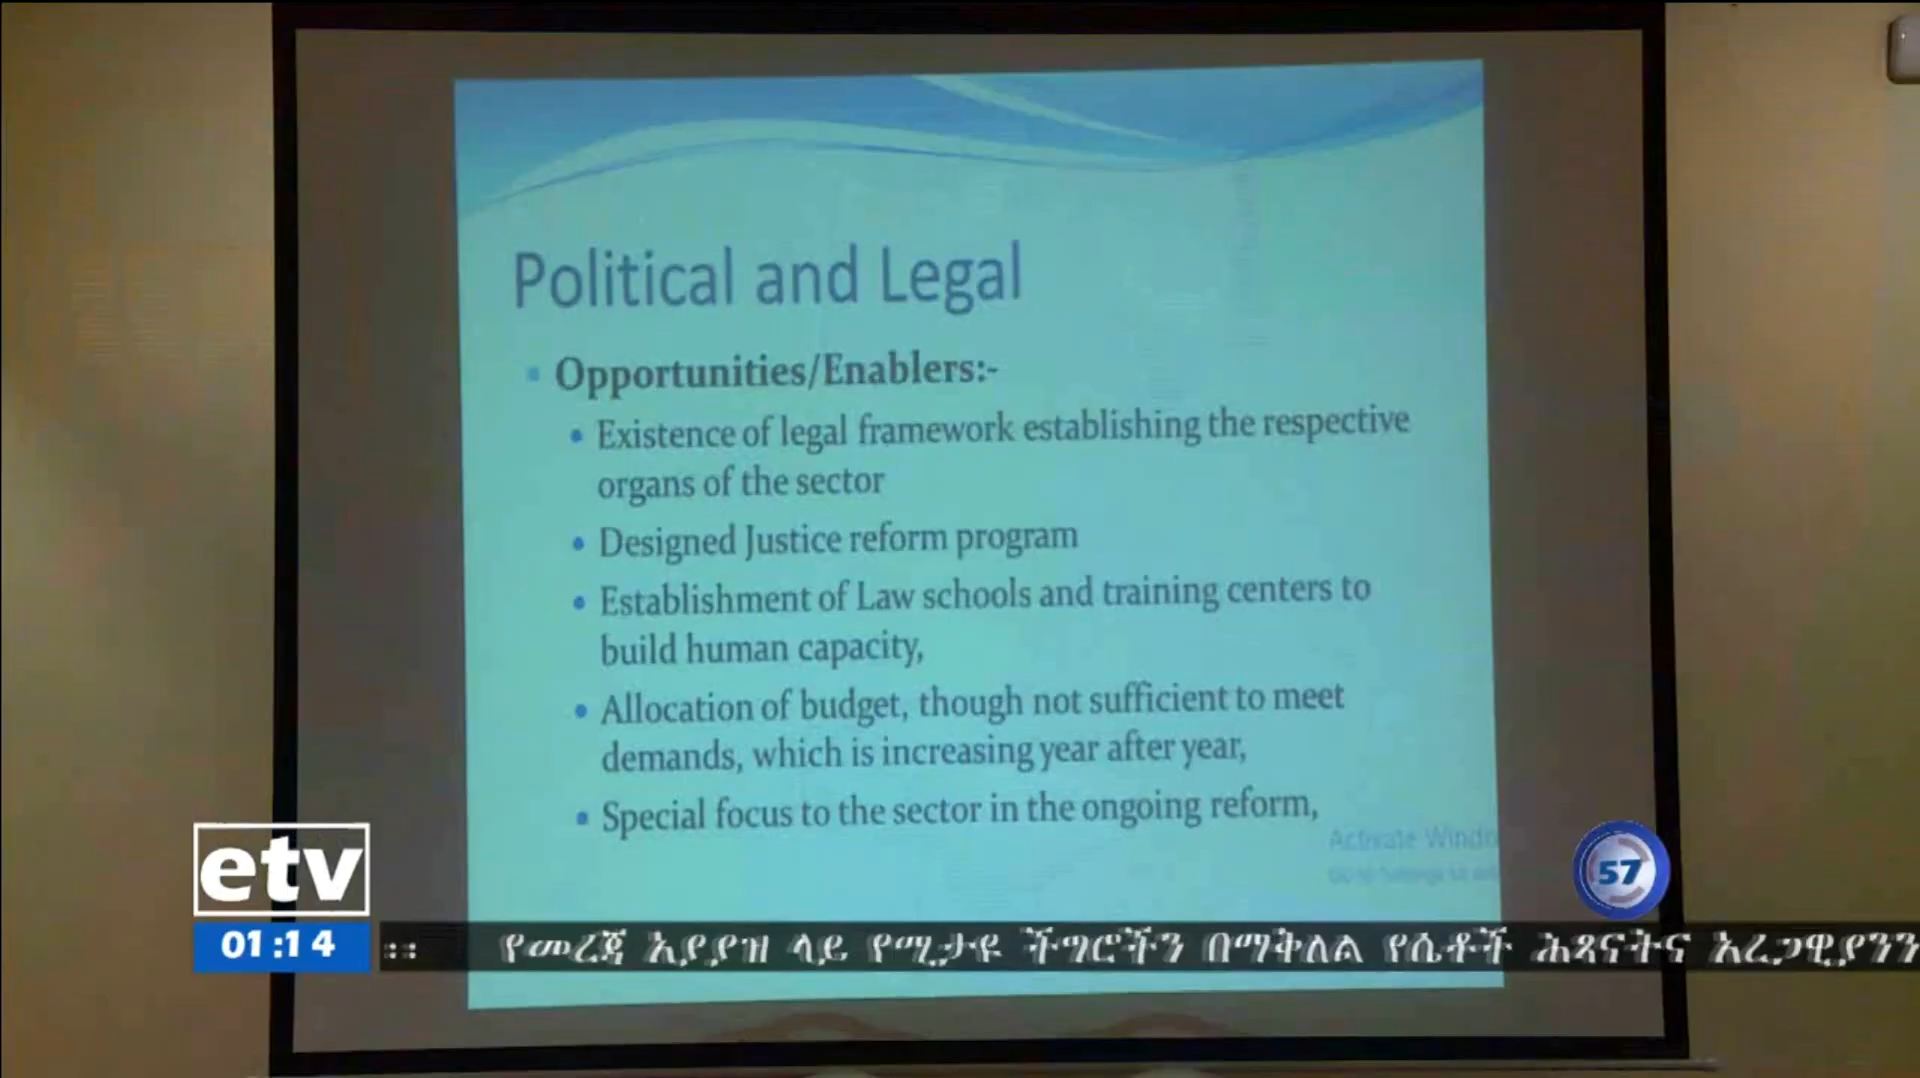 Political and Legal
Opportunities/Enablers:-
Existence of legal framework establishing the respective
organs of the sector
Designed Justice reform program
Establishment of Law schools and training centers to
build human capacity,
Allocation of budget, though not sufficient to meet
demands, which is increasing year after year,
Special focus to the sector in the ongoing reform,
Activate Windo
etv
57
01:14
፡፡ የመረጃ አያያዝ ላይ የሚታዩ ችግሮችን በማቅለል የሴቶች ሕጻናትና አረጋዊያንን